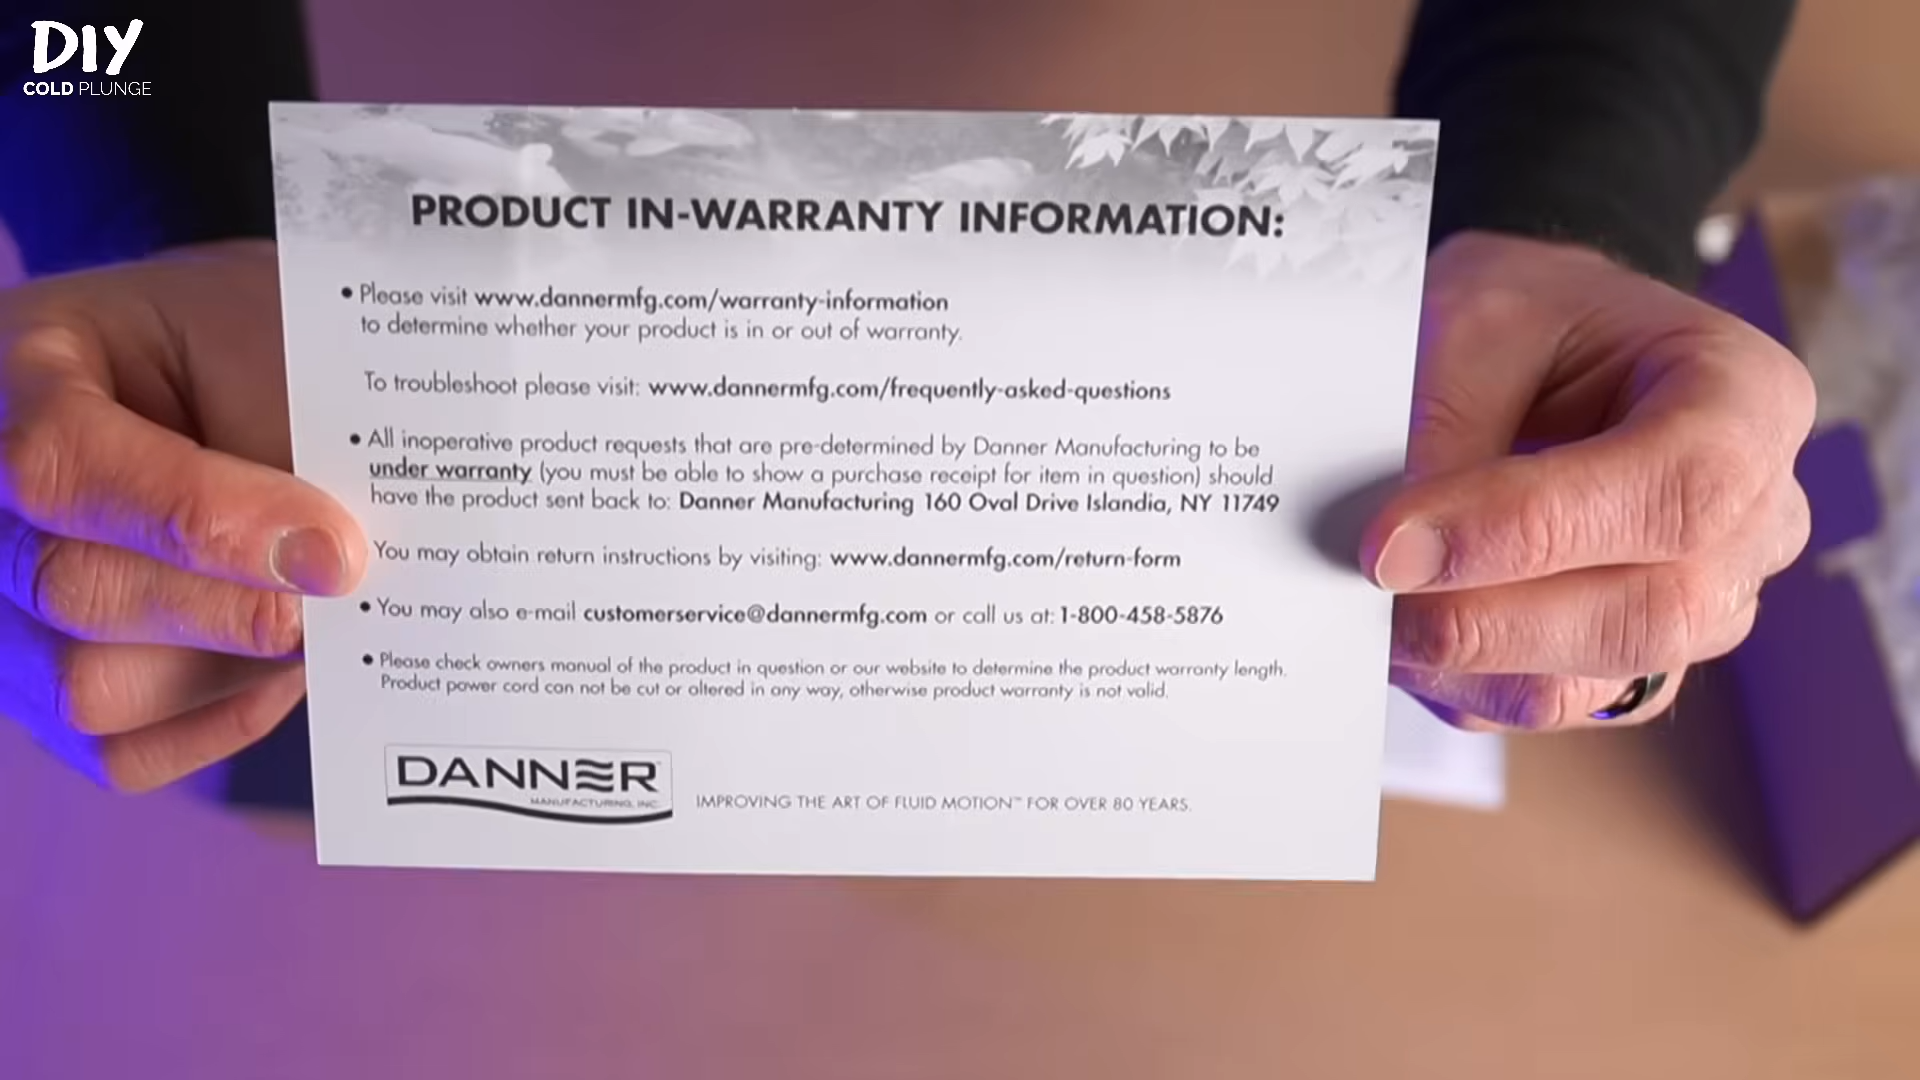 DIY
COLD PLUNGE
PRODUCT IN-WARRANTY INFORMATION:
• Please visit www.dannermfg.com/warranty-information
to determine whether your product is in or out of warranty.
To troubleshoot please visit: www.dannermfg.com/frequently-asked-questions
• All inoperative product requests that are pre-determined by Danner Manufacturing to be
under warranty (you must be able to show a purchase receipt for item in question) should
have the product sent back to: Danner Manufacturing 160 Oval Drive Islandia, NY 11749
You may obtain return instructions by visiting: www.dannermfg.com/return-form
• You may also e-mail customerservice@dannermfg.com or call us at: 1-800-458-5876
• Please check owners manual of the product in question or our website to determine the product warranty length.
Product power cord can not be cut or altered in any way, otherwise product warranty is not valid.
DANNER
MANUFACTURING, INC.
IMPROVING THE ART OF FLUID MOTION™ FOR OVER 80 YEARS.